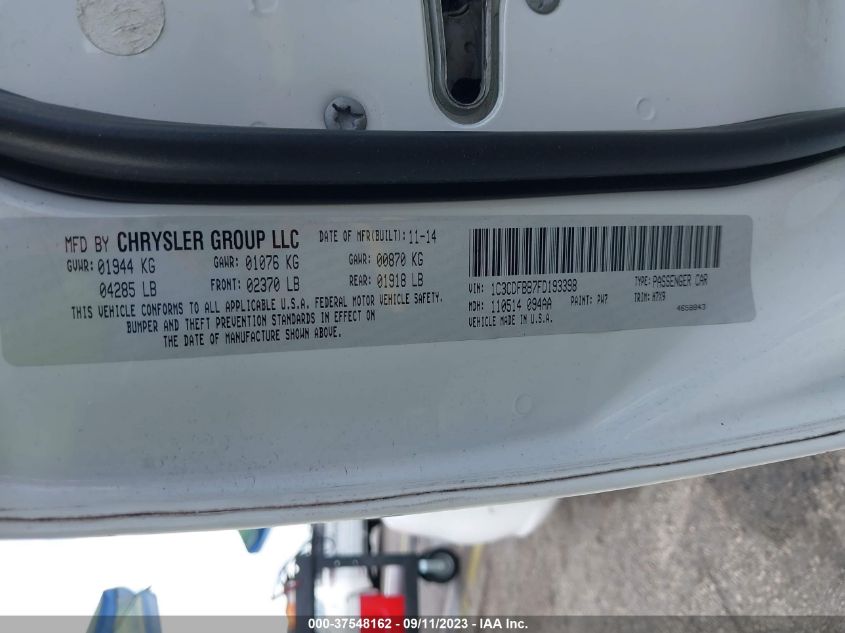 MFD BY CHRYSLER GROUP LLC DATE OF MFR(BUILT): 11-14
GVWR: 01944 KG GAWR: 01076 KG GAWR: 00870 KG
04285 LB FRONT: 02370 LB REAR: 01918 LB
THIS VEHICLE CONFORMS TO ALL APPLICABLE U.S.A. FEDERAL MOTOR VEHICLE SAFETY,
BUMPER AND THEFT PREVENTION STANDARDS IN EFFECT ON
THE DATE OF MANUFACTURE SHOWN ABOVE.
VIN: 1C3CDFBB7FD193398 TYPE: PASSENGER CAR
MDH: 110514 094AA PAINT: PW7 TRIM: H7X9
VEHICLE MADE IN U.S.A. 4658843
000-37548162 - 09/11/2023 - IAA Inc.